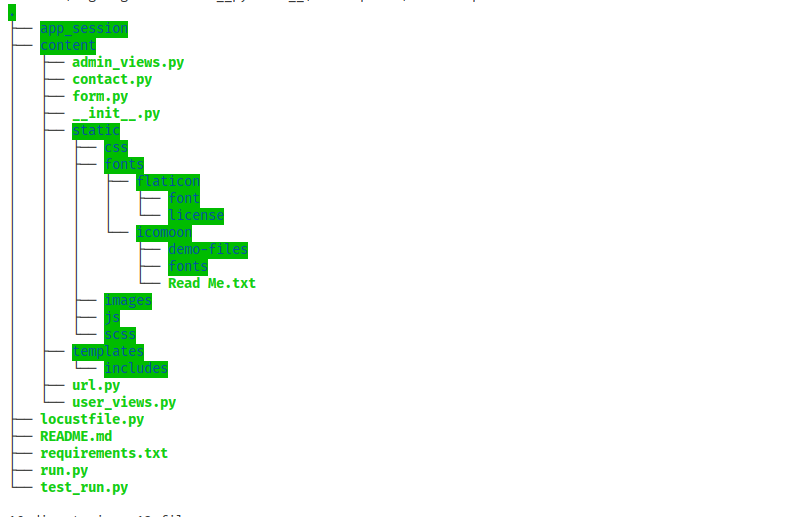 .
├── app_session
├── content
│   ├── admin_views.py
│   ├── contact.py
│   ├── form.py
│   ├── __init__.py
│   ├── static
│   │   ├── css
│   │   ├── fonts
│   │   │   ├── flaticon
│   │   │   │   ├── font
│   │   │   │   └── license
│   │   │   └── icomoon
│   │   │       ├── demo-files
│   │   │       ├── fonts
│   │   │       └── Read Me.txt
│   │   ├── images
│   │   ├── js
│   │   └── scss
│   ├── templates
│   │   └── includes
│   ├── url.py
│   └── user_views.py
├── locustfile.py
├── README.md
├── requirements.txt
├── run.py
└── test_run.py